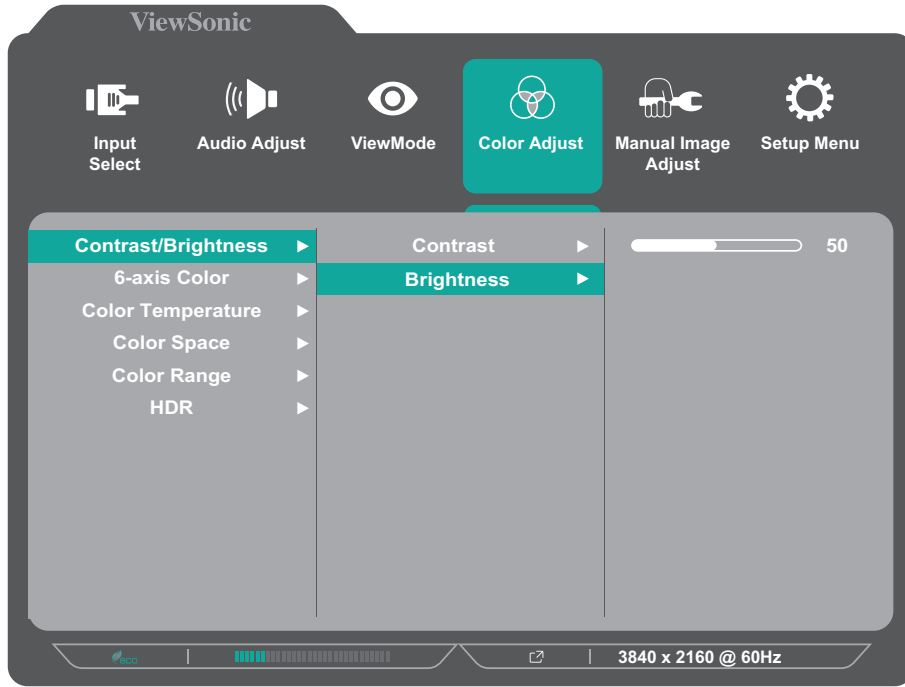 ViewSonic
Input
Select
Audio Adjust
ViewMode
Color Adjust
Manual Image
Adjust
Setup Menu
Contrast/Brightness
6-axis Color
Color Temperature
Color Space
Color Range
HDR
Contrast
Brightness
50
eco
3840 x 2160 @ 60Hz